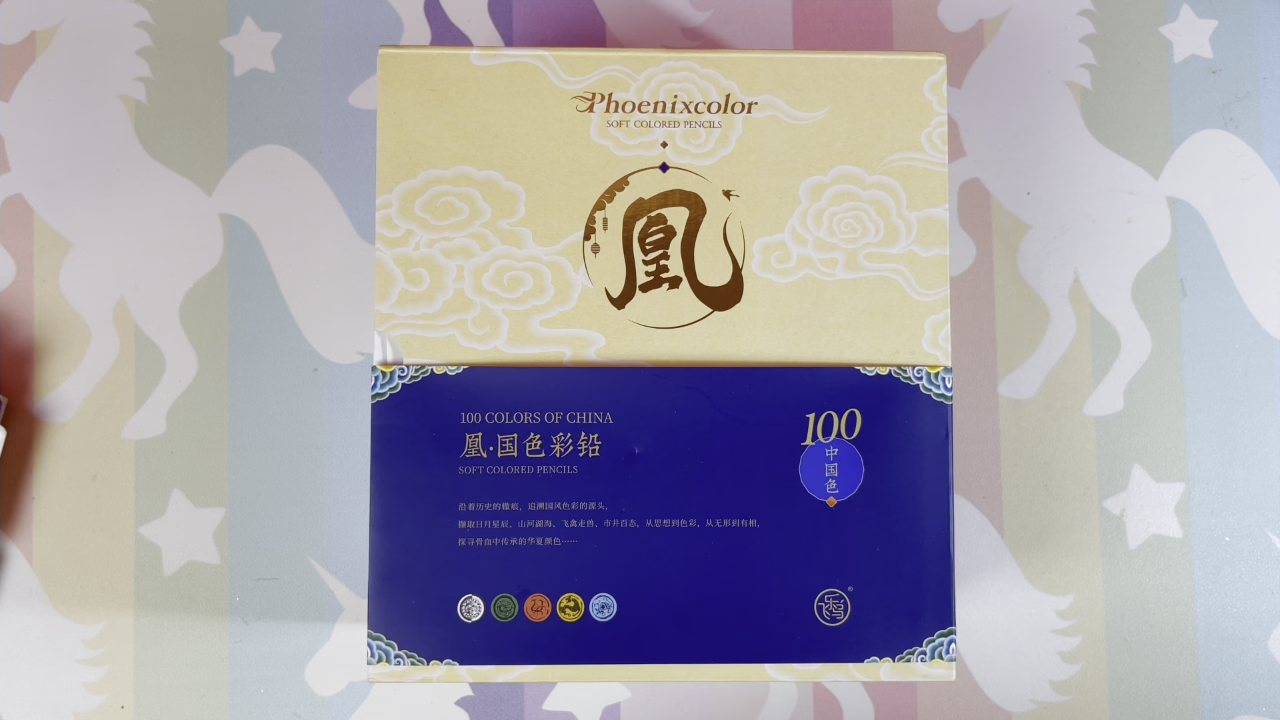 Phoenixcolor
SOFT COLORED PENCILS
凰
100 COLORS OF CHINA
凰·国色彩铅
SOFT COLORED PENCILS
100
中国色
沿着历史的辙痕，追溯国风色彩的源头，
撷取日月星辰、山河湖海、飞禽走兽、市井百态，从思想到色彩，从无形到有相，
探寻骨血中传承的华夏颜色……
®